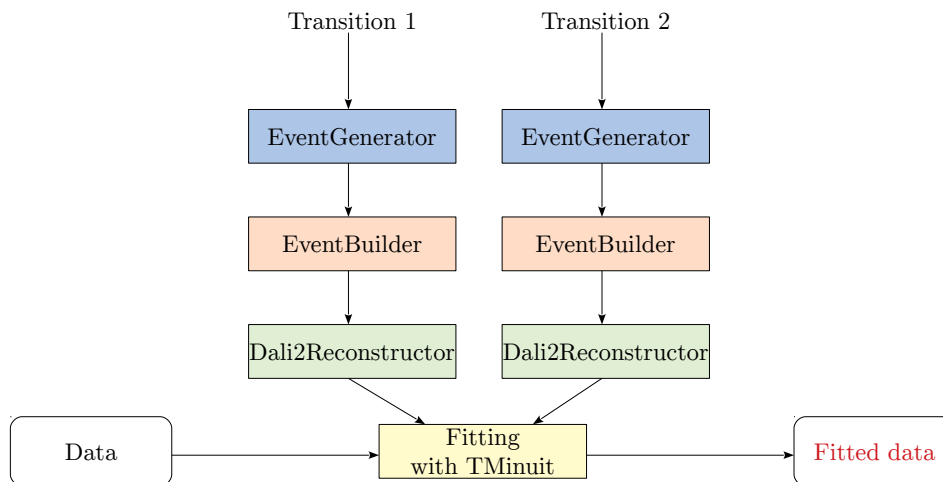 Transition 1
Transition 2
EventGenerator
EventGenerator
EventBuilder
EventBuilder
Dali2Reconstructor
Dali2Reconstructor
Data
Fitting
with TMinuit
Fitted data